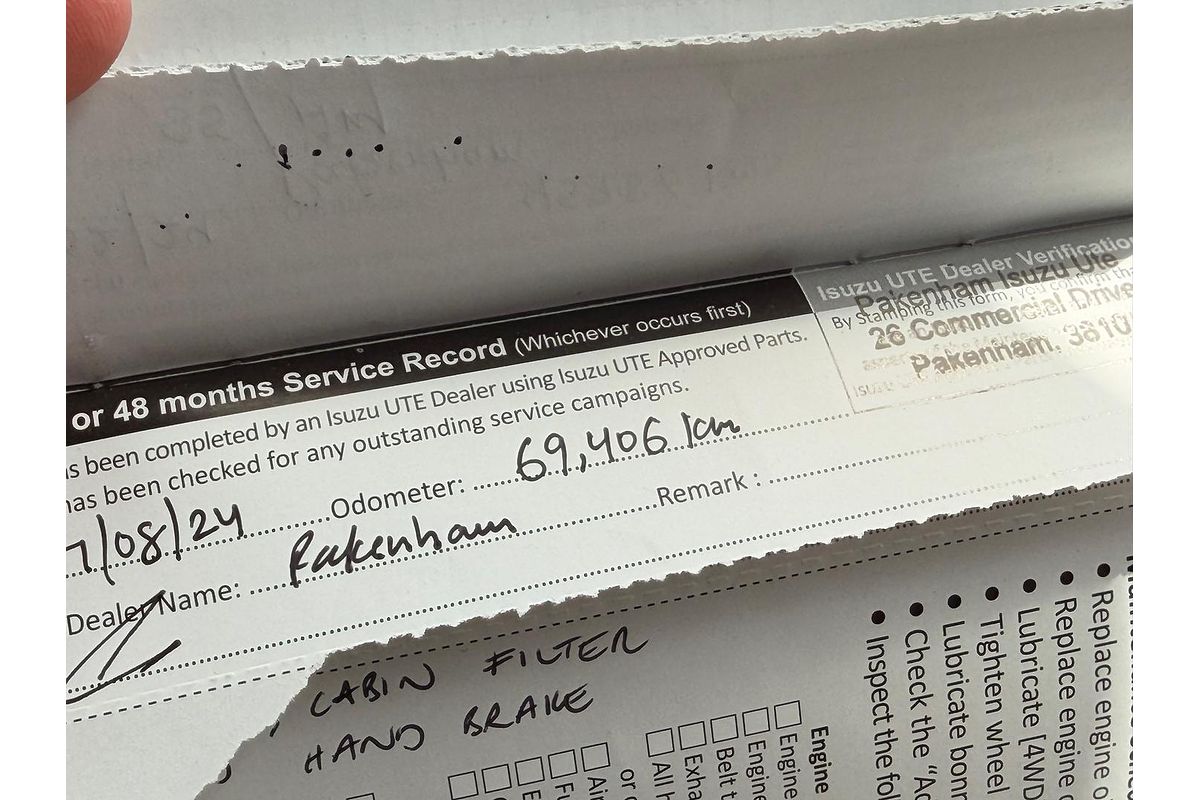 or 48 months Service Record (Whichever occurs first)
as been completed by an Isuzu UTE Dealer using Isuzu UTE Approved Parts.
has been checked for any outstanding service campaigns.
7/08/24 Odometer: 69,406 km
Dealer Name: Pakenham Remark :
Isuzu UTE Dealer Verification
By Stamping this form, you confirm tha
Pakenham Isuzu Ute
26 Commercial Drive
Pakenham, 3810
CABIN FILTER
HAND BRAKE
Replace engine o
Replace engine c
Lubricate [4WD
Tighten wheel
Lubricate bonn
Check the “Ac
Inspect the fol
Engine
Engine
Engine
Belt t
Exha
All h
or c
Air
Fu
E